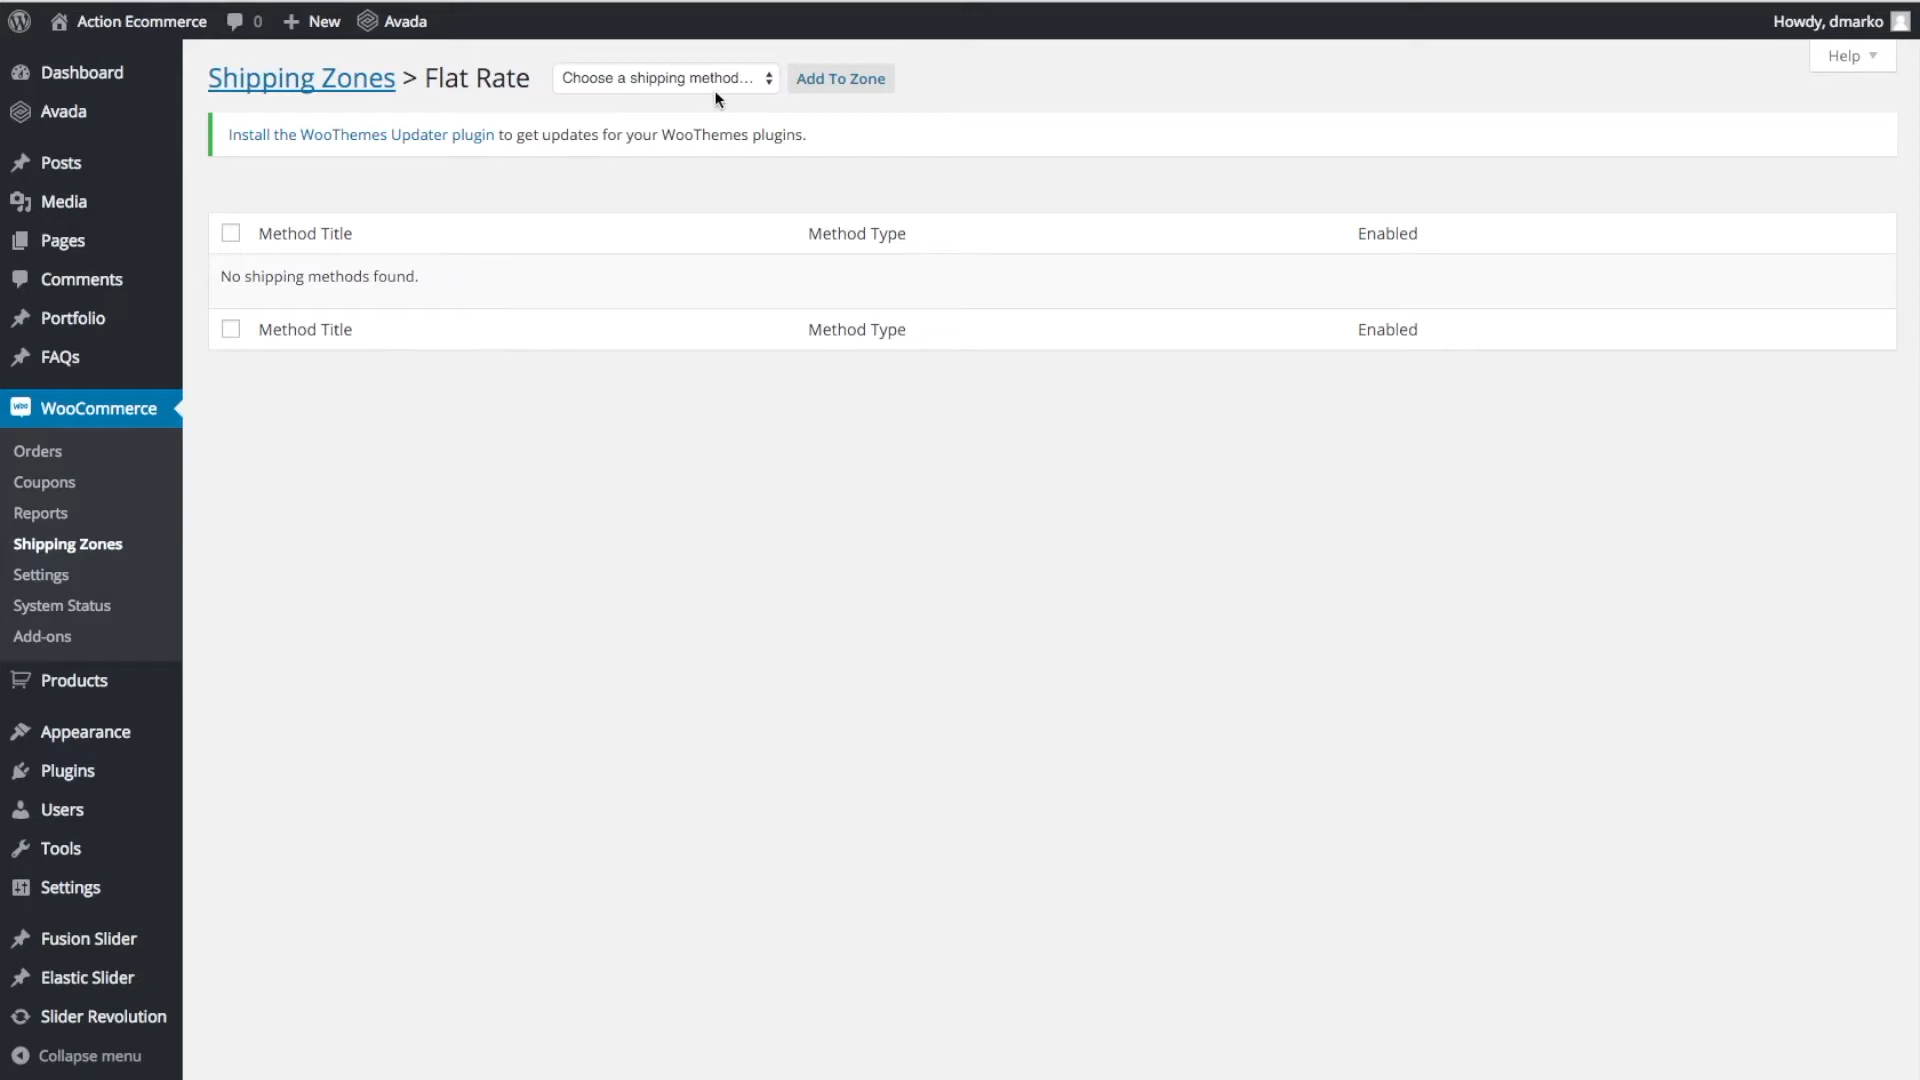 Action Ecommerce 0 New Avada Howdy, dmarko
Help
Dashboard
Avada
Posts
Media
Pages
Comments
Portfolio
FAQs
WooCommerce
Orders
Coupons
Reports
Shipping Zones
Settings
System Status
Add-ons
Products
Appearance
Plugins
Users
Tools
Settings
Fusion Slider
Elastic Slider
Slider Revolution
Collapse menu
Shipping Zones > Flat Rate Choose a shipping method... Add To Zone
Install the WooThemes Updater plugin to get updates for your WooThemes plugins.
Method Title Method Type Enabled
No shipping methods found.
Method Title Method Type Enabled